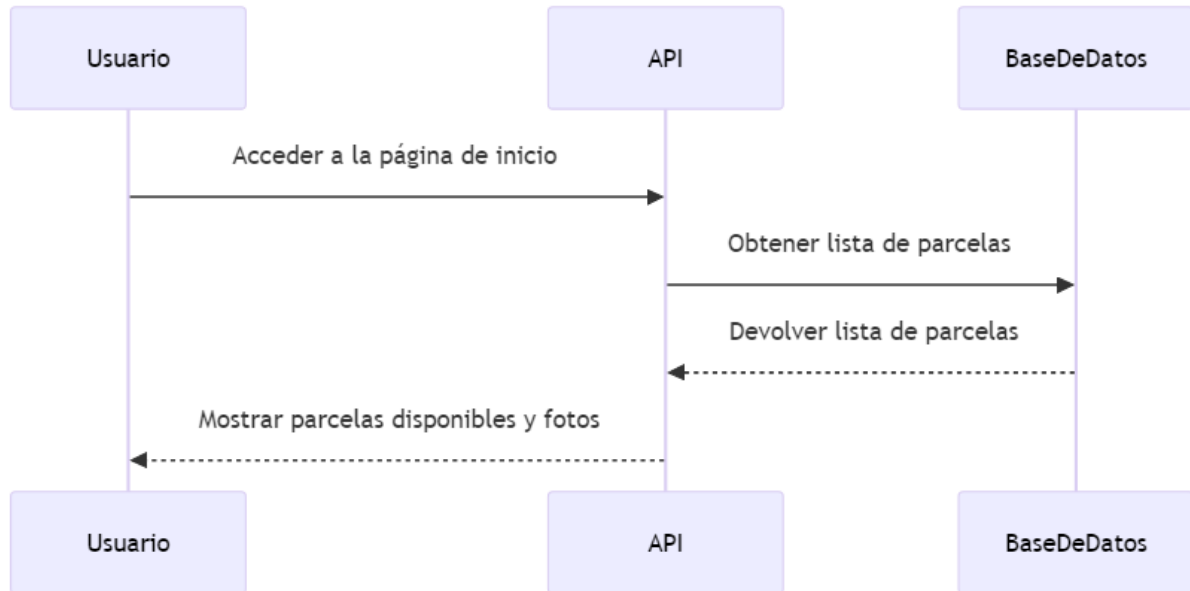 Usuario
API
BaseDeDatos
Acceder a la página de inicio
Obtener lista de parcelas
Devolver lista de parcelas
Mostrar parcelas disponibles y fotos
Usuario
API
BaseDeDatos